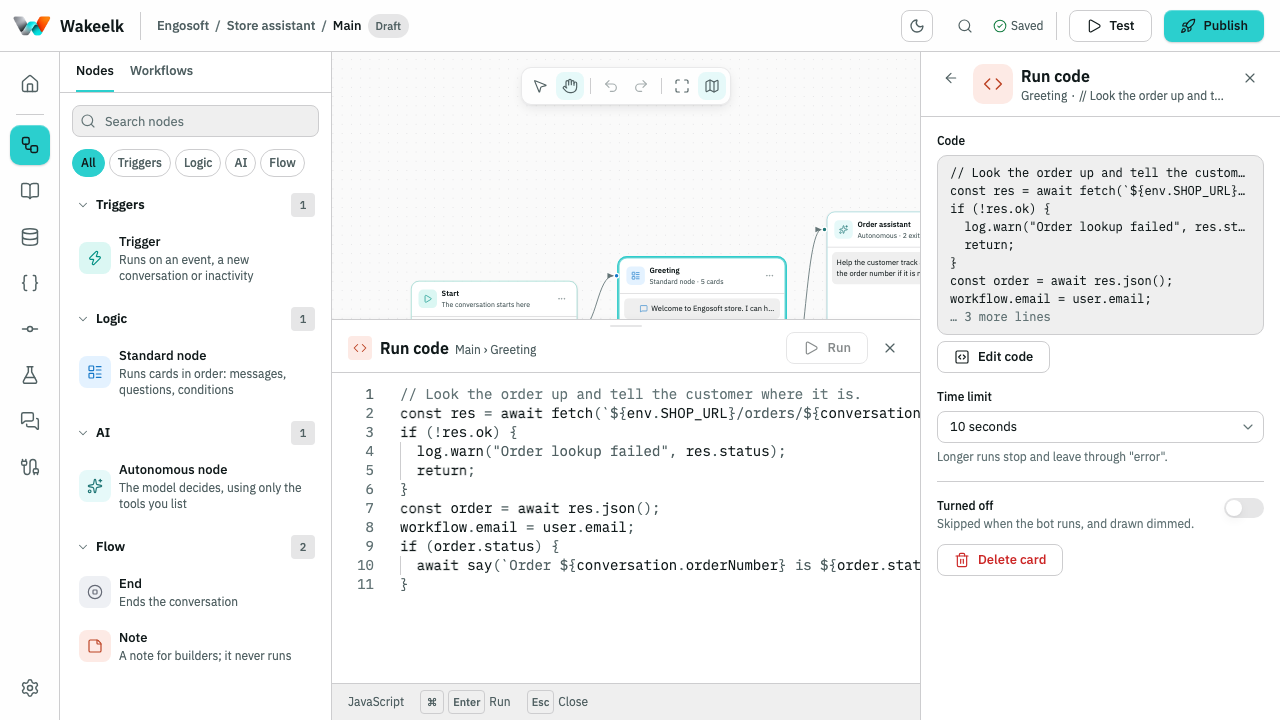 Wakeelk
Engosoft / Store assistant / Main Draft
Saved
Test
Publish
Nodes Workflows
Search nodes
All Triggers Logic AI Flow
Triggers 1
Trigger
Runs on an event, a new
conversation or inactivity
Logic 1
Standard node
Runs cards in order: messages,
questions, conditions
AI 1
Autonomous node
The model decides, using only the
tools you list
Flow 2
End
Ends the conversation
Note
A note for builders; it never runs
Start
The conversation starts here
Greeting
Standard node · 5 cards
Welcome to Engosoft store. I can h...
Order assistant
Autonomous · 2 exit
Help the customer track
the order number if it is
Run code Main › Greeting
Run
1 // Look the order up and tell the customer where it is.
2 const res = await fetch(`${env.SHOP_URL}/orders/${conversation
3 if (!res.ok) {
4 log.warn("Order lookup failed", res.status);
5 return;
6 }
7 const order = await res.json();
8 workflow.email = user.email;
9 if (order.status) {
10 await say(`Order ${conversation.orderNumber} is ${order.stat
11 }
JavaScript ⌘ Enter Run Esc Close
Run code
Greeting · // Look the order up and t...
Code
// Look the order up and tell the custom…
const res = await fetch(`${env.SHOP_URL}…
if (!res.ok) {
log.warn("Order lookup failed", res.st…
return;
}
const order = await res.json();
workflow.email = user.email;
… 3 more lines
Edit code
Time limit
10 seconds
Longer runs stop and leave through "error".
Turned off
Skipped when the bot runs, and drawn dimmed.
Delete card